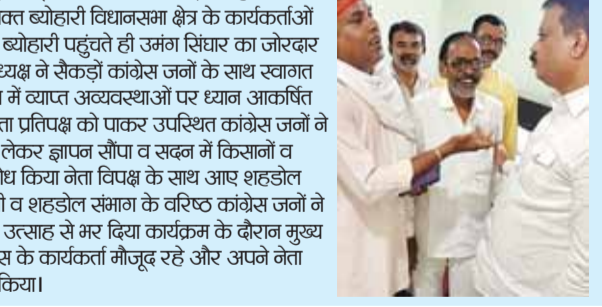 क्त ब्योहारी विधानसभा क्षेत्र के कार्यकर्ताओं
ब्योहारी पहुंचते ही उमंग सिंघार का जोरदार
ध्यक्ष ने सैकड़ों कांग्रेस जनों के साथ स्वागत
में व्याप्त अव्यवस्थाओं पर ध्यान आकर्षित
ता प्रतिपक्ष को पाकर उपस्थित कांग्रेस जनों ने
लेकर ज्ञापन सौंपा व सदन में किसानों व
ोध किया नेता विपक्ष के साथ आए शहडोल
ी व शहडोल संभाग के वरिष्ठ कांग्रेस जनों ने
उत्साह से भर दिया कार्यक्रम के दौरान मुख्य
स के कार्यकर्ता मौजूद रहे और अपने नेता
किया।